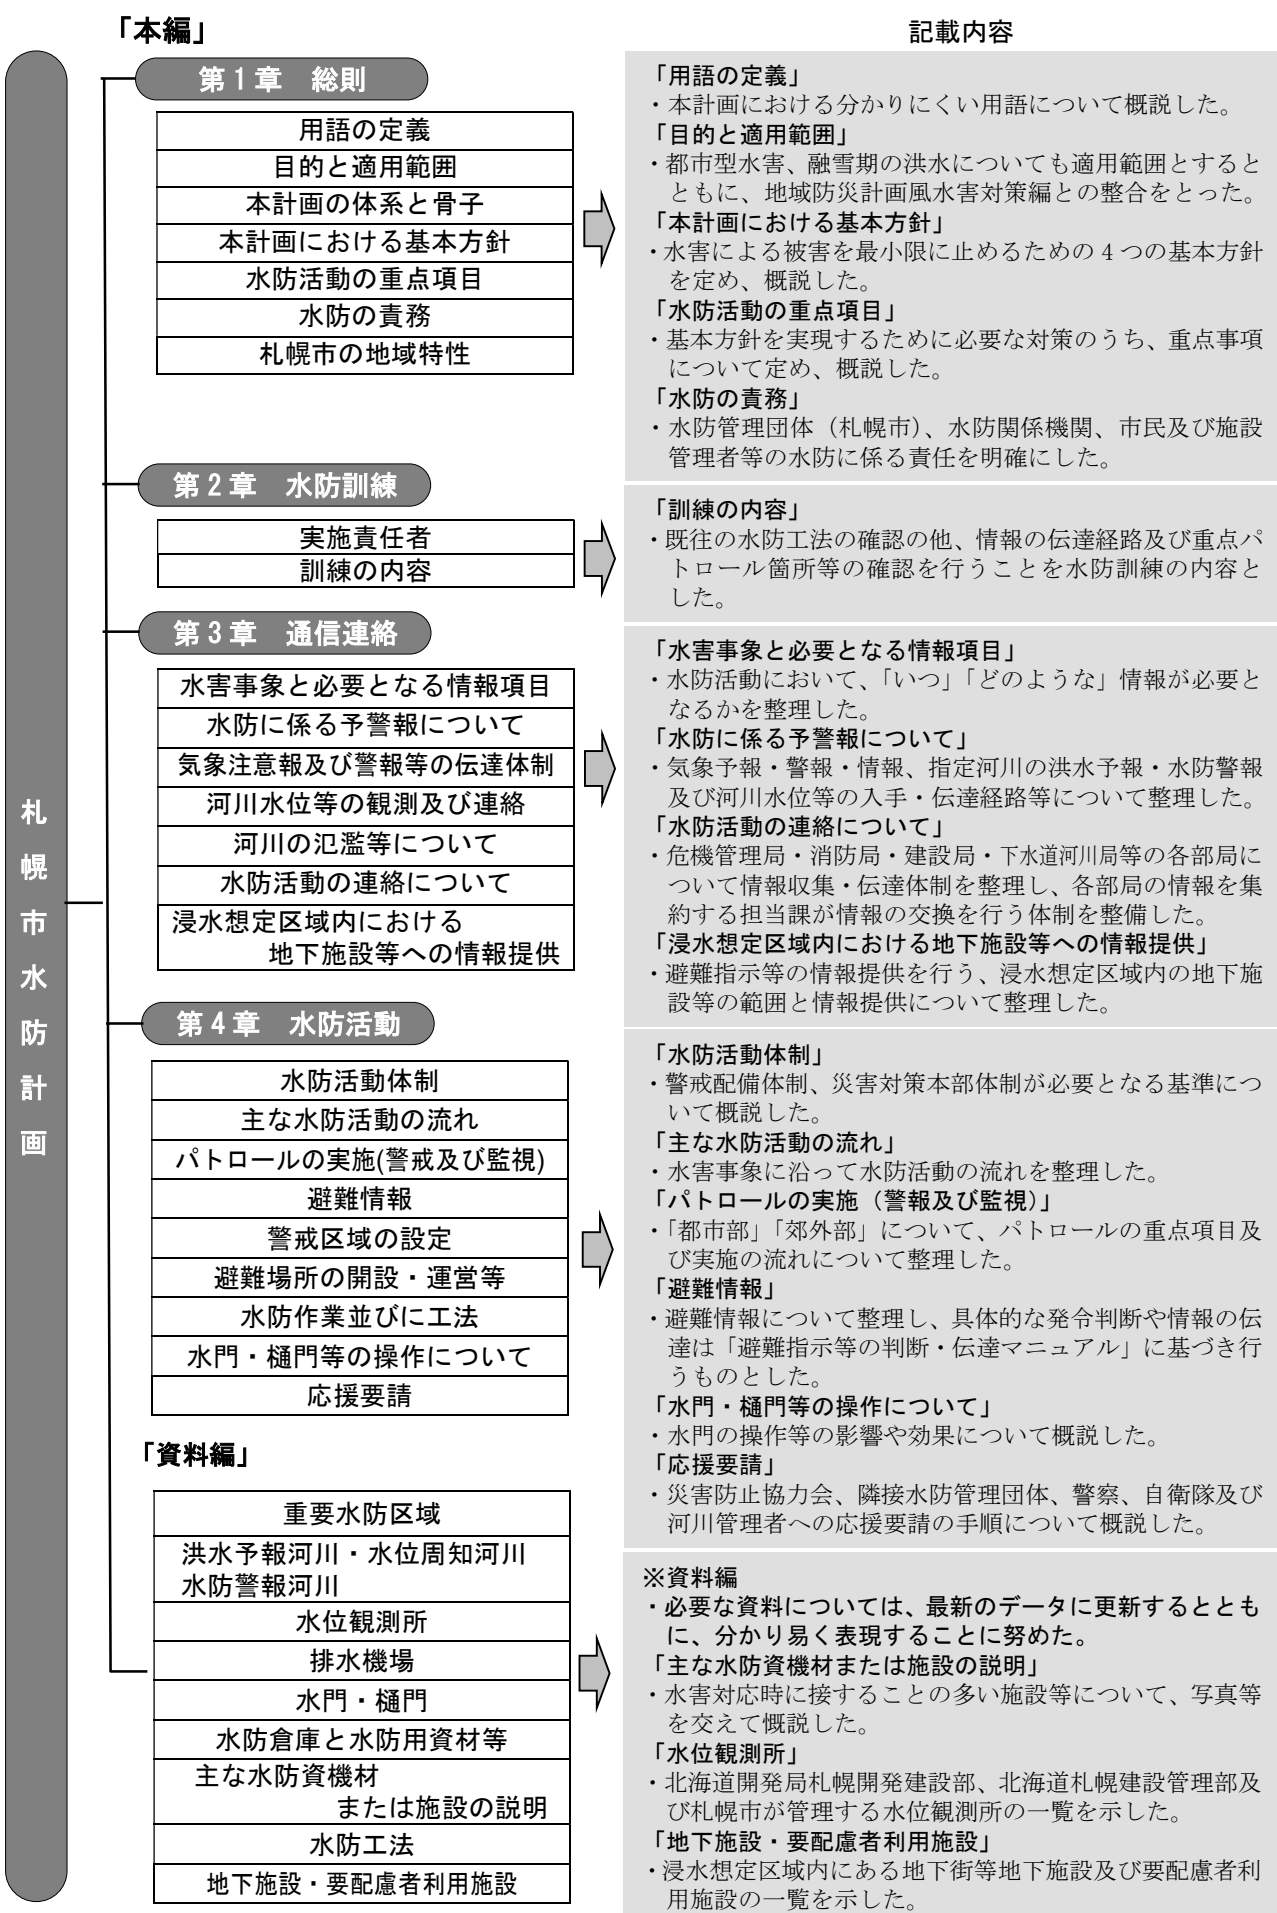 「本編」
記載内容
札幌市水防計画
第1章　総則
用語の定義
目的と適用範囲
本計画の体系と骨子
本計画における基本方針
水防活動の重点項目
水防の責務
札幌市の地域特性
「用語の定義」
・本計画における分かりにくい用語について概説した。
「目的と適用範囲」
・都市型水害、融雪期の洪水についても適用範囲とすると
ともに、地域防災計画風水害対策編との整合をとった。
「本計画における基本方針」
・水害による被害を最小限に止めるための4つの基本方針
を定め、概説した。
「水防活動の重点項目」
・基本方針を実現するために必要な対策のうち、重点事項
について定め、概説した。
「水防の責務」
・水防管理団体（札幌市）、水防関係機関、市民及び施設
管理者等の水防に係る責任を明確にした。
第2章　水防訓練
実施責任者
訓練の内容
「訓練の内容」
・既往の水防工法の確認の他、情報の伝達経路及び重点パ
トロール箇所等の確認を行うことを水防訓練の内容と
した。
第3章　通信連絡
水害事象と必要となる情報項目
水防に係る予警報について
気象注意報及び警報等の伝達体制
河川水位等の観測及び連絡
河川の氾濫等について
水防活動の連絡について
浸水想定区域内における
地下施設等への情報提供
「水害事象と必要となる情報項目」
・水防活動において、「いつ」「どのような」情報が必要と
なるかを整理した。
「水防に係る予警報について」
・気象予報・警報・情報、指定河川の洪水予報・水防警報
及び河川水位等の入手・伝達経路等について整理した。
「水防活動の連絡について」
・危機管理局・消防局・建設局・下水道河川局等の各部局に
ついて情報収集・伝達体制を整理し、各部局の情報を集
約する担当課が情報の交換を行う体制を整備した。
「浸水想定区域内における地下施設等への情報提供」
・避難指示等の情報提供を行う、浸水想定区域内の地下施
設等の範囲と情報提供について整理した。
第4章　水防活動
水防活動体制
主な水防活動の流れ
パトロールの実施(警戒及び監視)
避難情報
警戒区域の設定
避難場所の開設・運営等
水防作業並びに工法
水門・樋門等の操作について
応援要請
「水防活動体制」
・警戒配備体制、災害対策本部体制が必要となる基準につ
いて概説した。
「主な水防活動の流れ」
・水害事象に沿って水防活動の流れを整理した。
「パトロールの実施（警報及び監視）」
・「都市部」「郊外部」について、パトロールの重点項目及
び実施の流れについて整理した。
「避難情報」
・避難情報について整理し、具体的な発令判断や情報の伝
達は「避難指示等の判断・伝達マニュアル」に基づき行
うものとした。
「水門・樋門等の操作について」
・水門の操作等の影響や効果について概説した。
「応援要請」
・災害防止協力会、隣接水防管理団体、警察、自衛隊及び
河川管理者への応援要請の手順について概説した。
「資料編」
重要水防区域
洪水予報河川・水位周知河川
水防警報河川
水位観測所
排水機場
水門・樋門
水防倉庫と水防用資材等
主な水防資機材
または施設の説明
水防工法
地下施設・要配慮者利用施設
※資料編
・必要な資料については、最新のデータに更新するととも
に、分かり易く表現することに努めた。
「主な水防資機材または施設の説明」
・水害対応時に接することの多い施設等について、写真等
を交えて慨説した。
「水位観測所」
・北海道開発局札幌開発建設部、北海道札幌建設管理部及
び札幌市が管理する水位観測所の一覧を示した。
「地下施設・要配慮者利用施設」
・浸水想定区域内にある地下街等地下施設及び要配慮者利
用施設の一覧を示した。